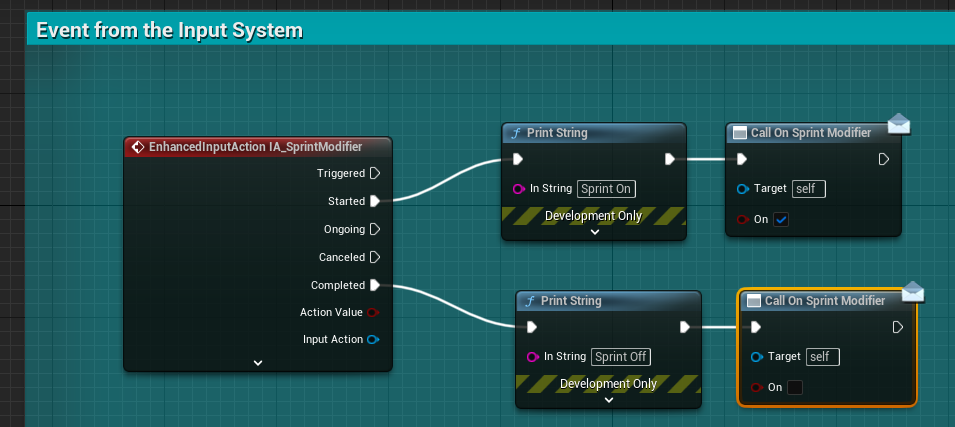 Event from the Input System
EnhancedInputAction IA_SprintModifier
Triggered
Started
Ongoing
Canceled
Completed
Action Value
Input Action
Print String
In String Sprint On
Development Only
Call On Sprint Modifier
Target self
On
Print String
In String Sprint Off
Development Only
Call On Sprint Modifier
Target self
On